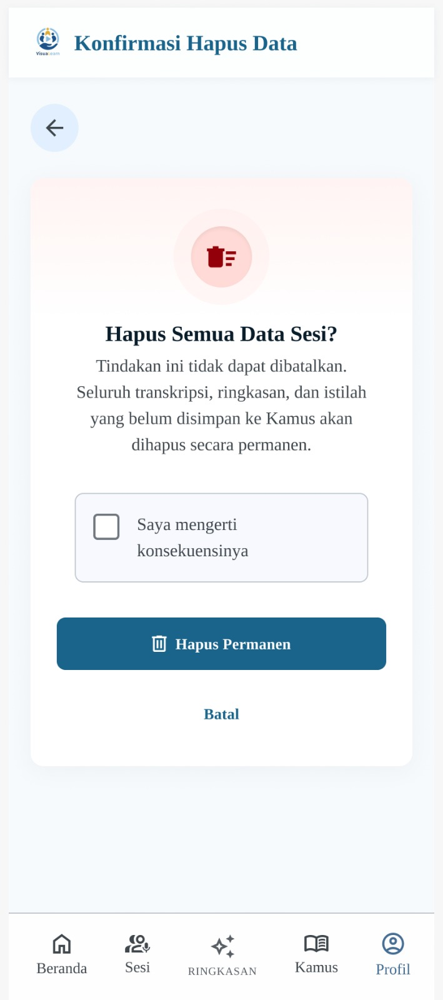 VisuaLearn
Konfirmasi Hapus Data
Hapus Semua Data Sesi?
Tindakan ini tidak dapat dibatalkan.
Seluruh transkripsi, ringkasan, dan istilah
yang belum disimpan ke Kamus akan
dihapus secara permanen.
Saya mengerti
konsekuensinya
Hapus Permanen
Batal
Beranda
Sesi
RINGKASAN
Kamus
Profil